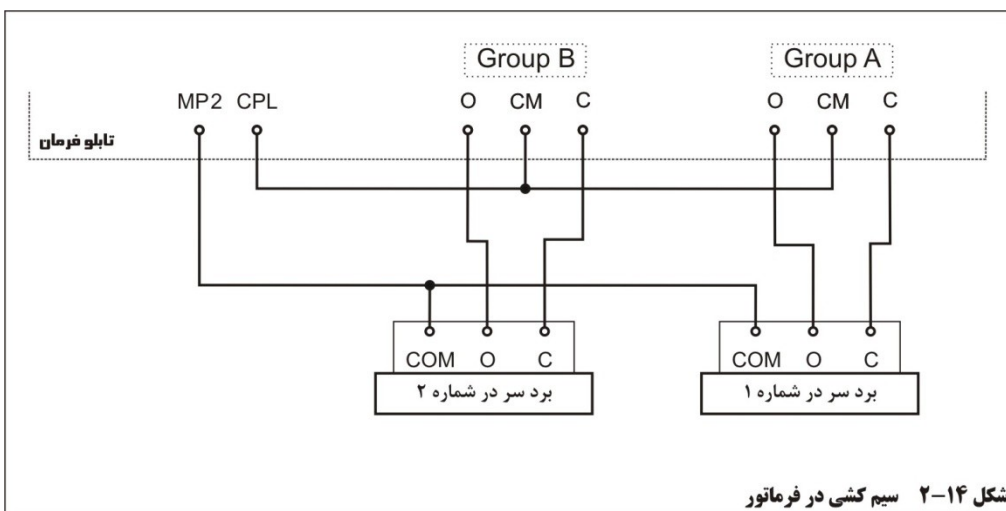 Group B Group A
MP2 CPL O CM C O CM C
تابلو فرمان
COM O C COM O C
برد سر در شماره ۲ برد سر در شماره ۱
شکل ۱۴-۲ سیم کشی در فرماتور